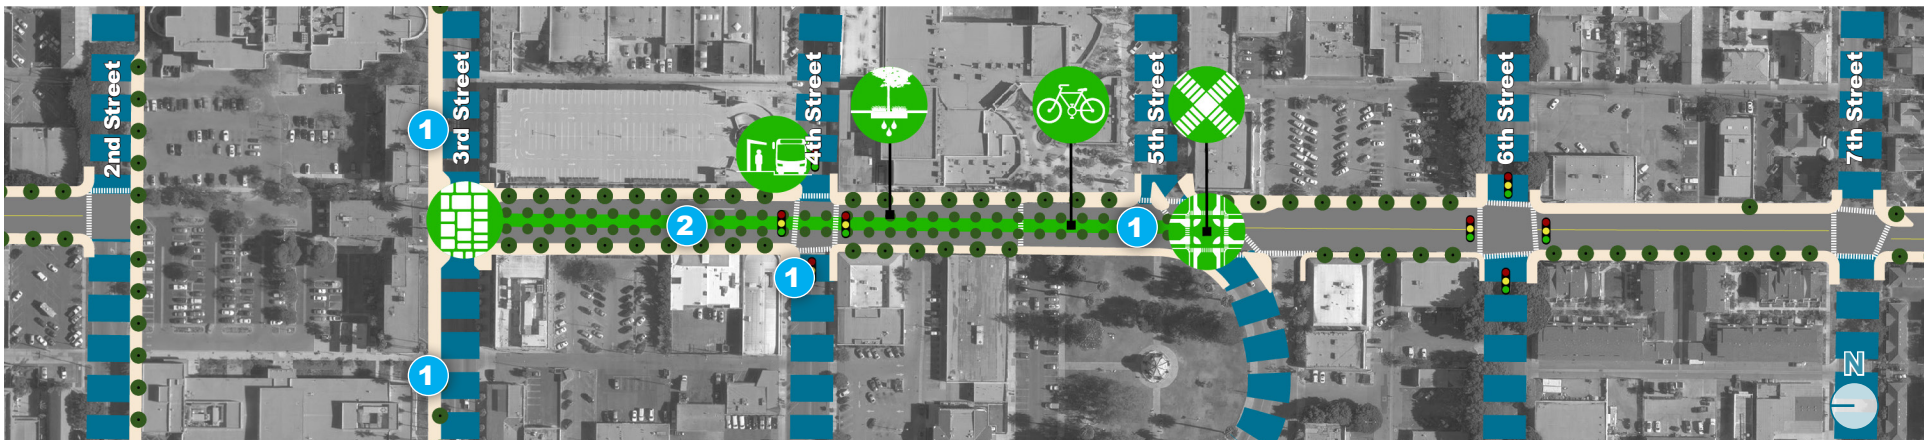 2nd Street
3rd Street
4th Street
5th Street
6th Street
7th Street
1
2
1
1
1
N